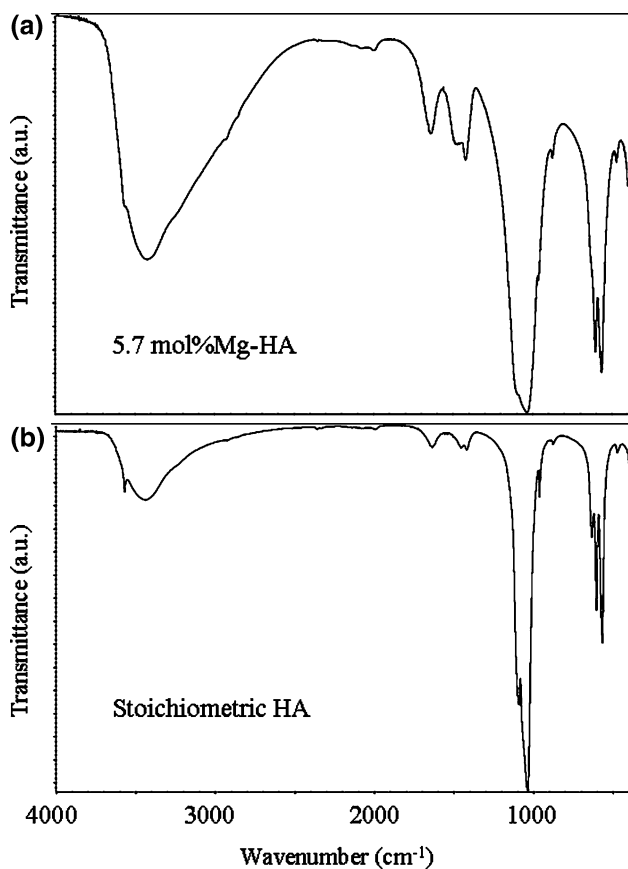 (a)
Transmittance (a.u.)
5.7 mol%Mg-HA
(b)
Transmittance (a.u.)
Stoichiometric HA
4000 3000 2000 1000
Wavenumber (cm⁻¹)